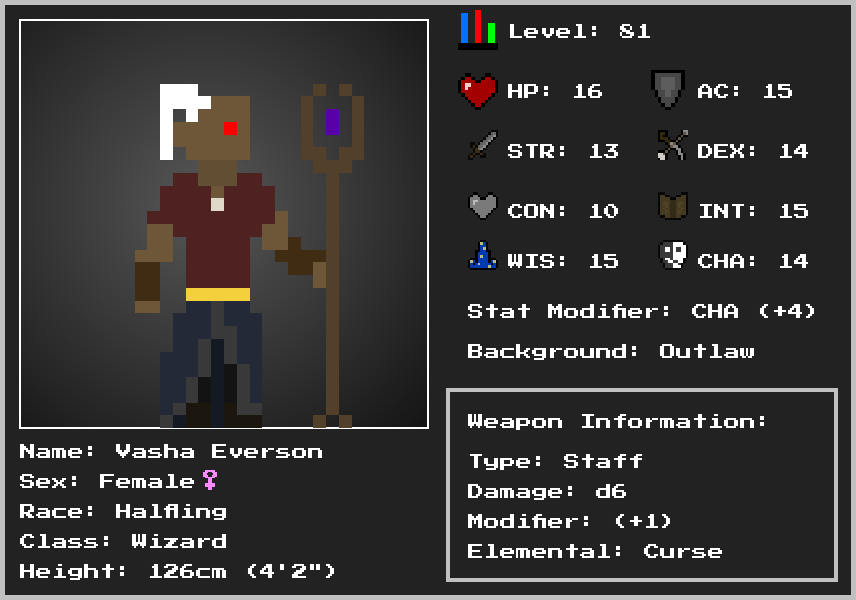 Level: 81
HP: 16
AC: 15
STR: 13
DEX: 14
CON: 10
INT: 15
WIS: 15
CHA: 14
Stat Modifier: CHA (+4)
Background: Outlaw
Weapon Information:
Type: Staff
Damage: d6
Modifier: (+1)
Elemental: Curse
Name: Vasha Everson
Sex: Female♀
Race: Halfling
Class: Wizard
Height: 126cm (4'2")